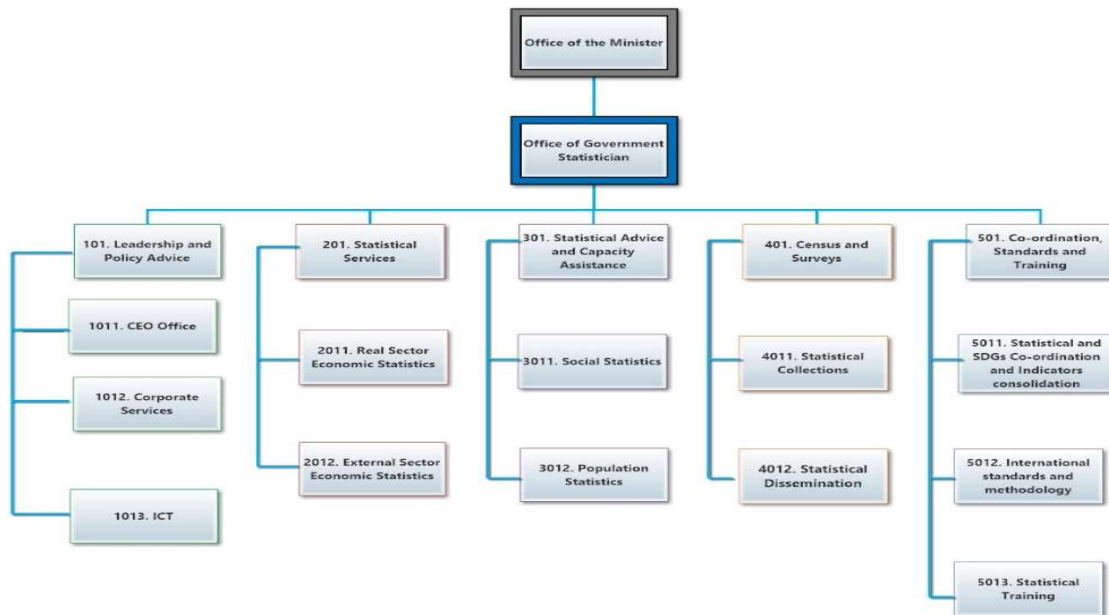 Office of the Minister
Office of Government
Statistician
101. Leadership and
Policy Advice
1011. CEO Office
1012. Corporate
Services
1013. ICT
201. Statistical
Services
2011. Real Sector
Economic Statistics
2012. External Sector
Economic Statistics
301. Statistical Advice
and Capacity
Assistance
3011. Social Statistics
3012. Population
Statistics
401. Census and
Surveys
4011. Statistical
Collections
4012. Statistical
Dissemination
501. Co-ordination,
Standards and
Training
5011. Statistical and
SDGs Co-ordination
and Indicators
consolidation
5012. International
standards and
methodology
5013. Statistical
Training